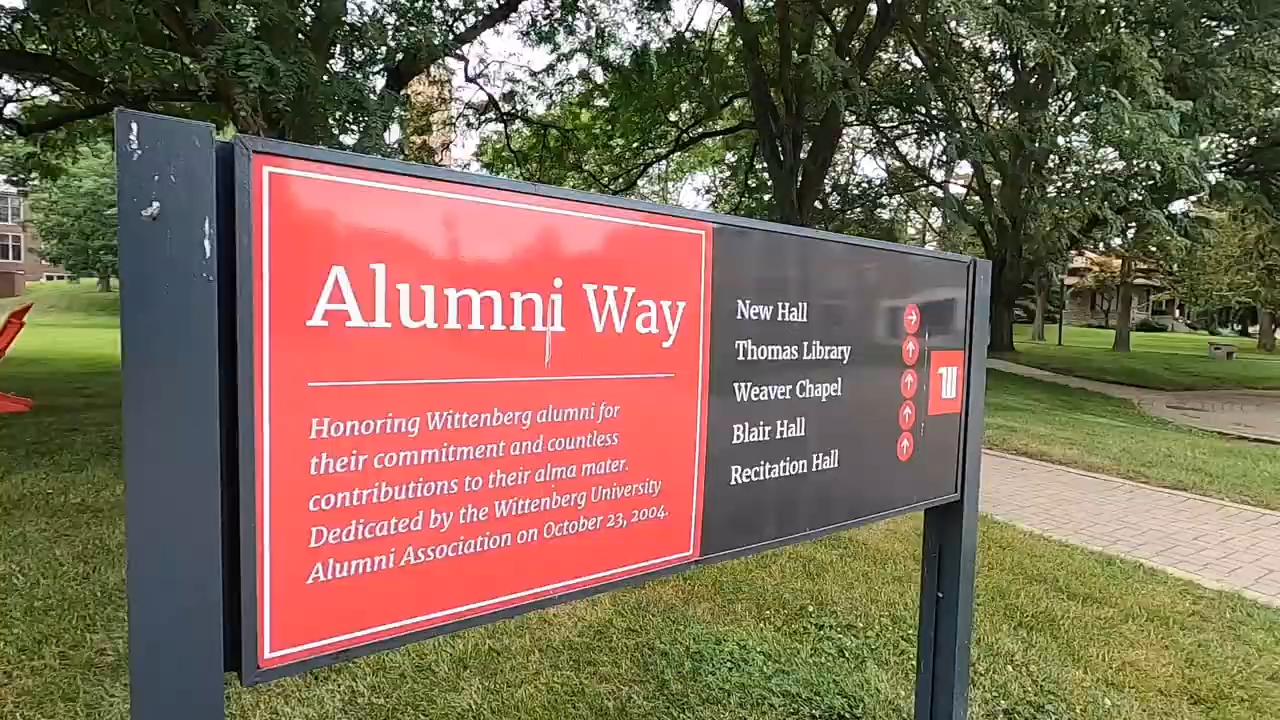 Alumni Way
Honoring Wittenberg alumni for
their commitment and countless
contributions to their alma mater.
Dedicated by the Wittenberg University
Alumni Association on October 23, 2004.
New Hall
Thomas Library
Weaver Chapel
Blair Hall
Recitation Hall
W